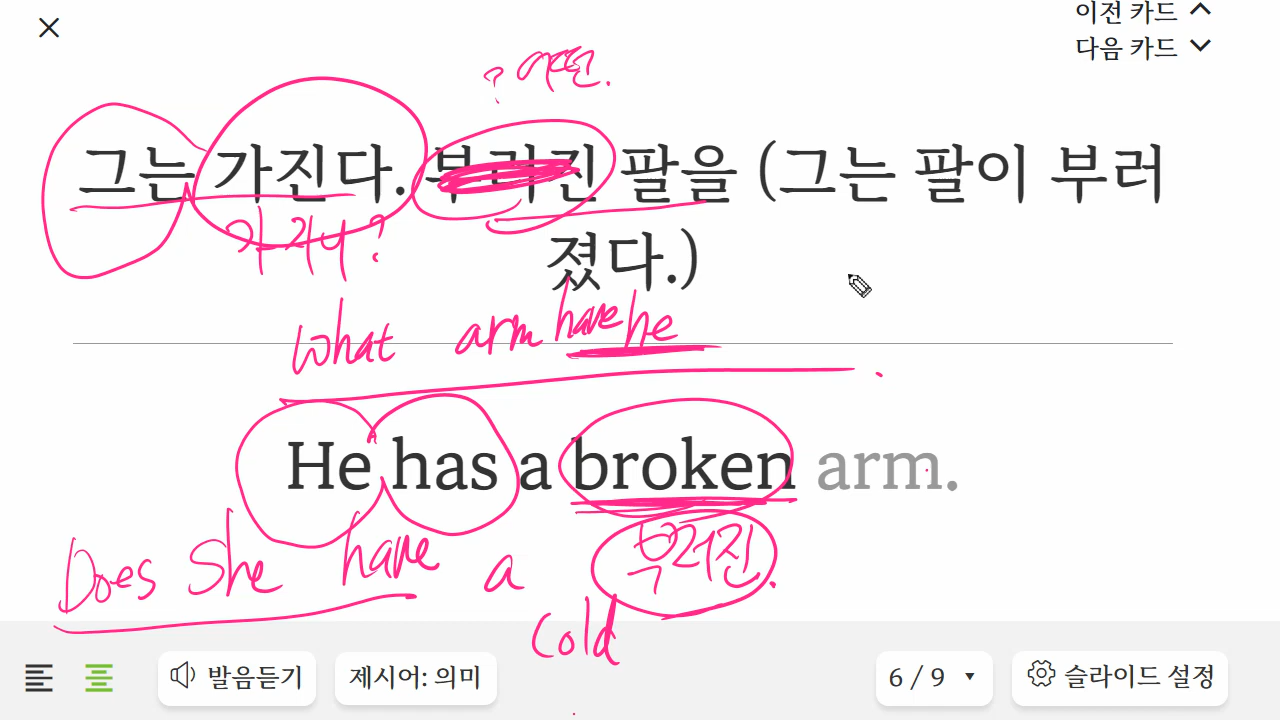 이전 카드
다음 카드
? 어떤.
그는 가진다. 부러진 팔을 (그는 팔이 부러
졌다.)
가지니?
What arm have he
He has a broken arm.
Does She have a 부러진.
cold
발음듣기
제시어: 의미
6 / 9
슬라이드 설정